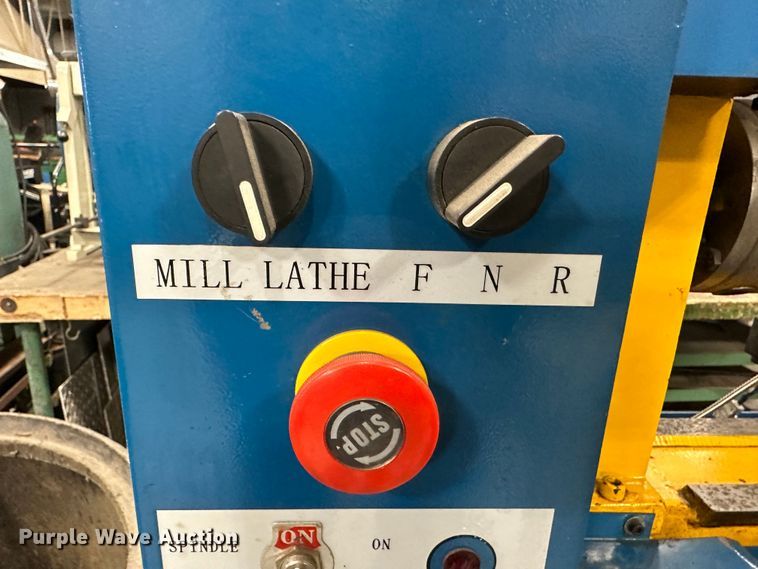 MILL LATHE F N R
STOP
SPINDLE ON ON
Purple Wave Auction